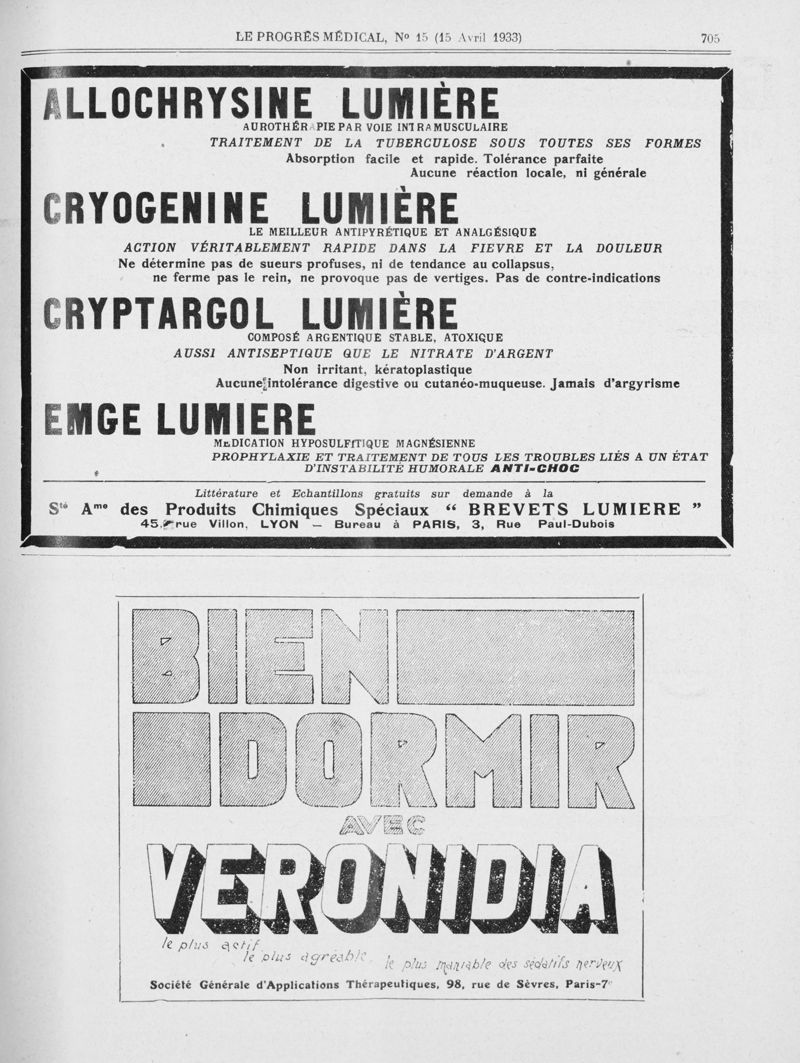 LE PROGRÈS MÉDICAL, No 15 (15 Avril 1933) 705
ALLOCHRYSINE LUMIÈRE
AUROTHÉRAPIE PAR VOIE INTRAMUSCULAIRE
TRAITEMENT DE LA TUBERCULOSE SOUS TOUTES SES FORMES
Absorption facile et rapide. Tolérance parfaite
Aucune réaction locale, ni générale
CRYOGENINE LUMIÈRE
LE MEILLEUR ANTIPYRÉTIQUE ET ANALGÉSIQUE
ACTION VÉRITABLEMENT RAPIDE DANS LA FIEVRE ET LA DOULEUR
Ne détermine pas de sueurs profuses, ni de tendance au collapsus,
ne ferme pas le rein, ne provoque pas de vertiges. Pas de contre-indications
CRYPTARGOL LUMIÈRE
COMPOSÉ ARGENTIQUE STABLE, ATOXIQUE
AUSSI ANTISEPTIQUE QUE LE NITRATE D'ARGENT
Non irritant, kératoplastique
Aucune intolérance digestive ou cutanéo-muqueuse. Jamais d'argyrisme
EMGE LUMIERE
MEDICATION HYPOSULFITIQUE MAGNÉSIENNE
PROPHYLAXIE ET TRAITEMENT DE TOUS LES TROUBLES LIÉS A UN ÉTAT
D'INSTABILITÉ HUMORALE ANTI-CHOC
Littérature et Echantillons gratuits sur demande à la
Sté Ame des Produits Chimiques Spéciaux “ BREVETS LUMIERE ”
45, rue Villon, LYON — Bureau à PARIS, 3, Rue Paul-Dubois
BIEN
DORMIR
AVEC
VERONIDIA
le plus actif
le plus agréable
le plus maniable des sédatifs nerveux
Société Générale d'Applications Thérapeutiques, 98, rue de Sèvres, Paris-7e